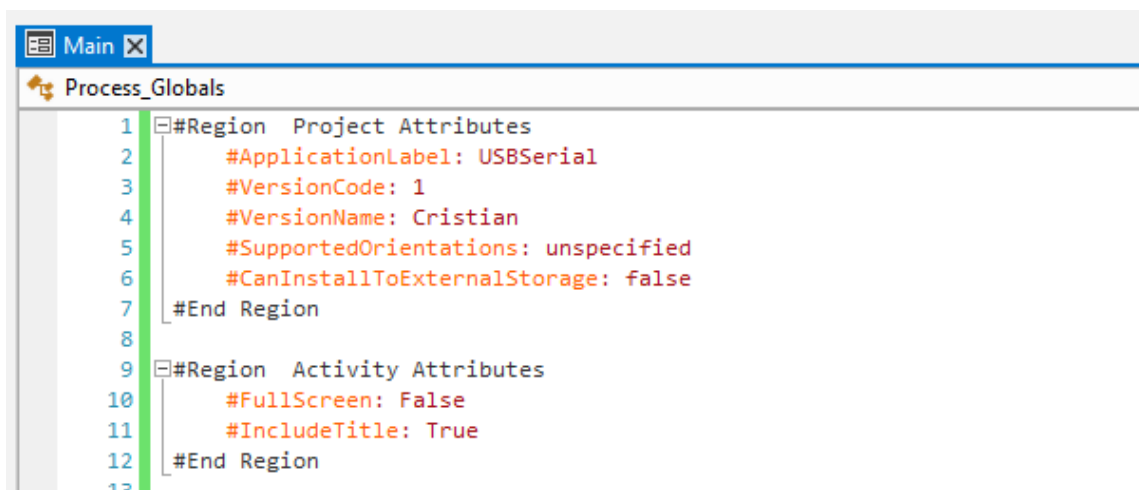 Main
Process_Globals
1 #Region  Project Attributes
2 #ApplicationLabel: USBSerial
3 #VersionCode: 1
4 #VersionName: Cristian
5 #SupportedOrientations: unspecified
6 #CanInstallToExternalStorage: false
7 #End Region
8
9 #Region  Activity Attributes
10 #FullScreen: False
11 #IncludeTitle: True
12 #End Region
13